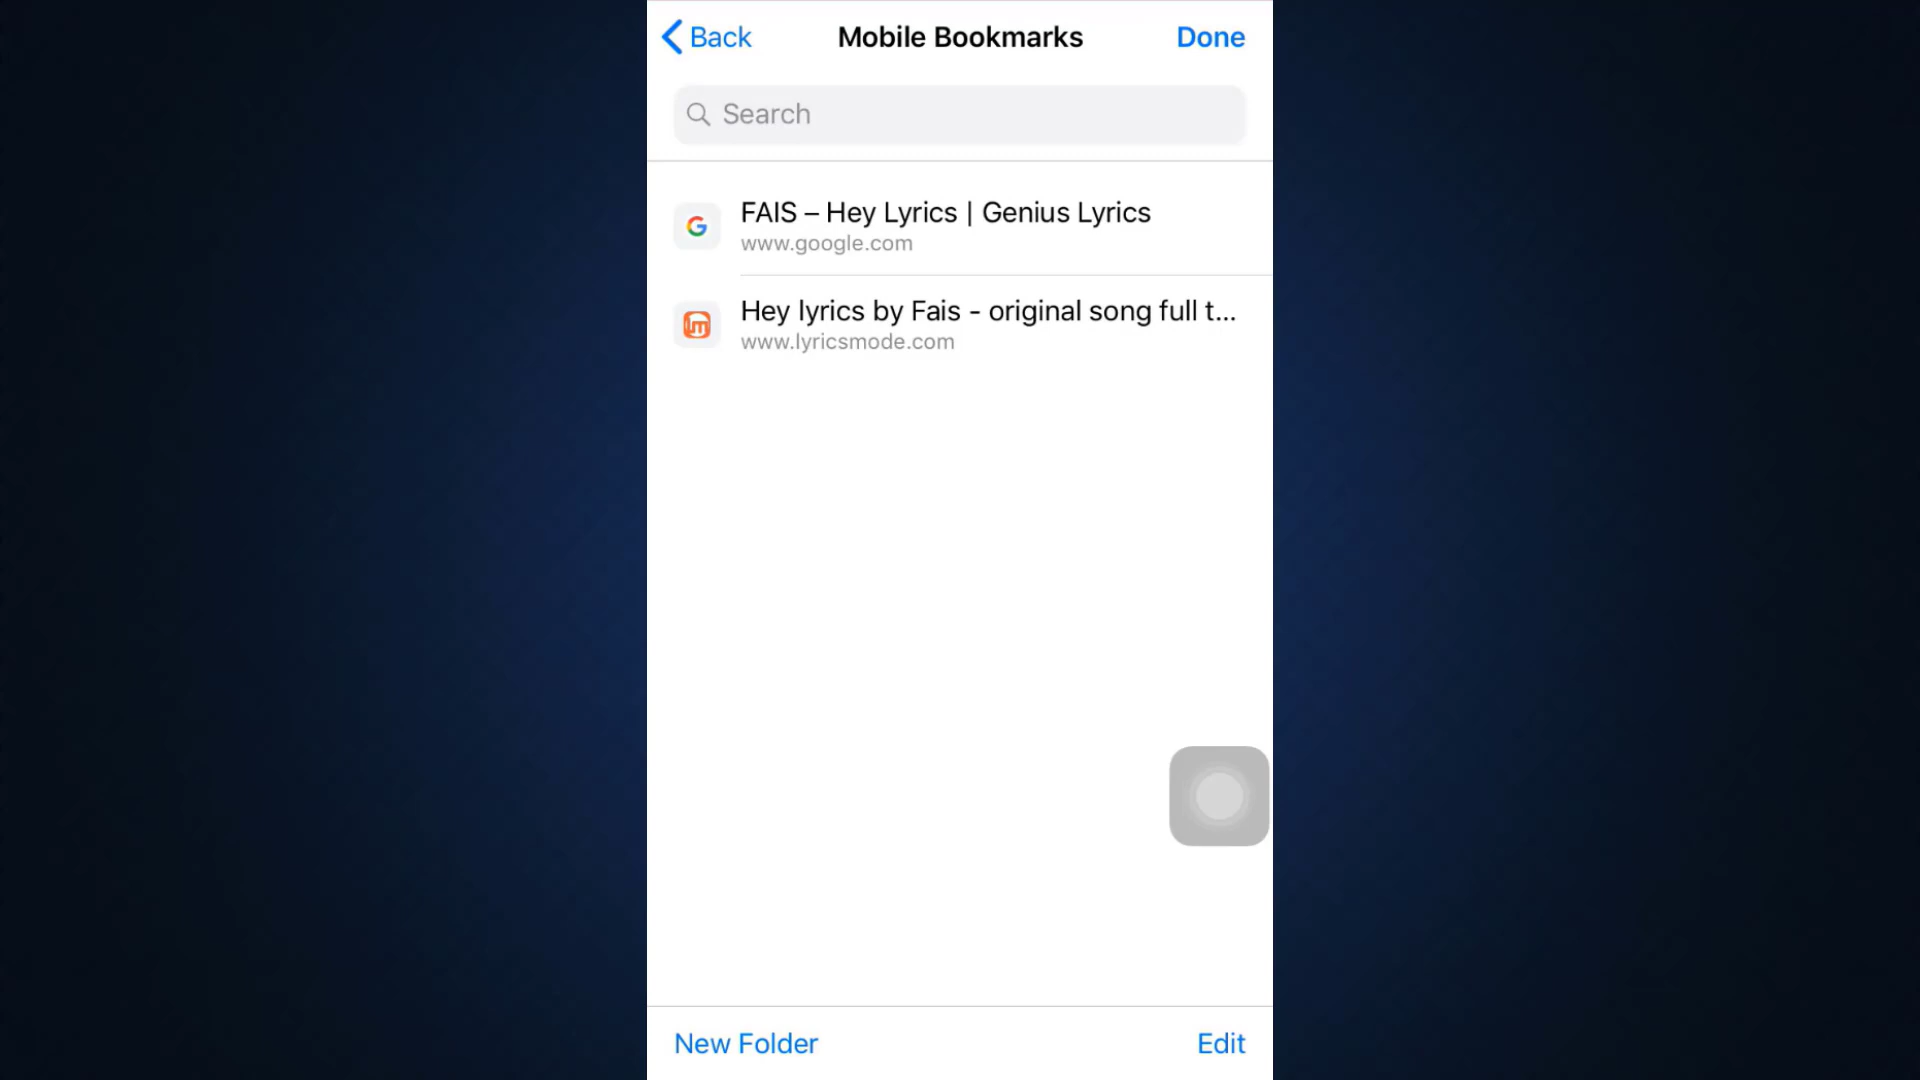 Back
Mobile Bookmarks
Done
Search
FAIS – Hey Lyrics | Genius Lyrics
www.google.com
Hey lyrics by Fais - original song full t...
www.lyricsmode.com
New Folder
Edit